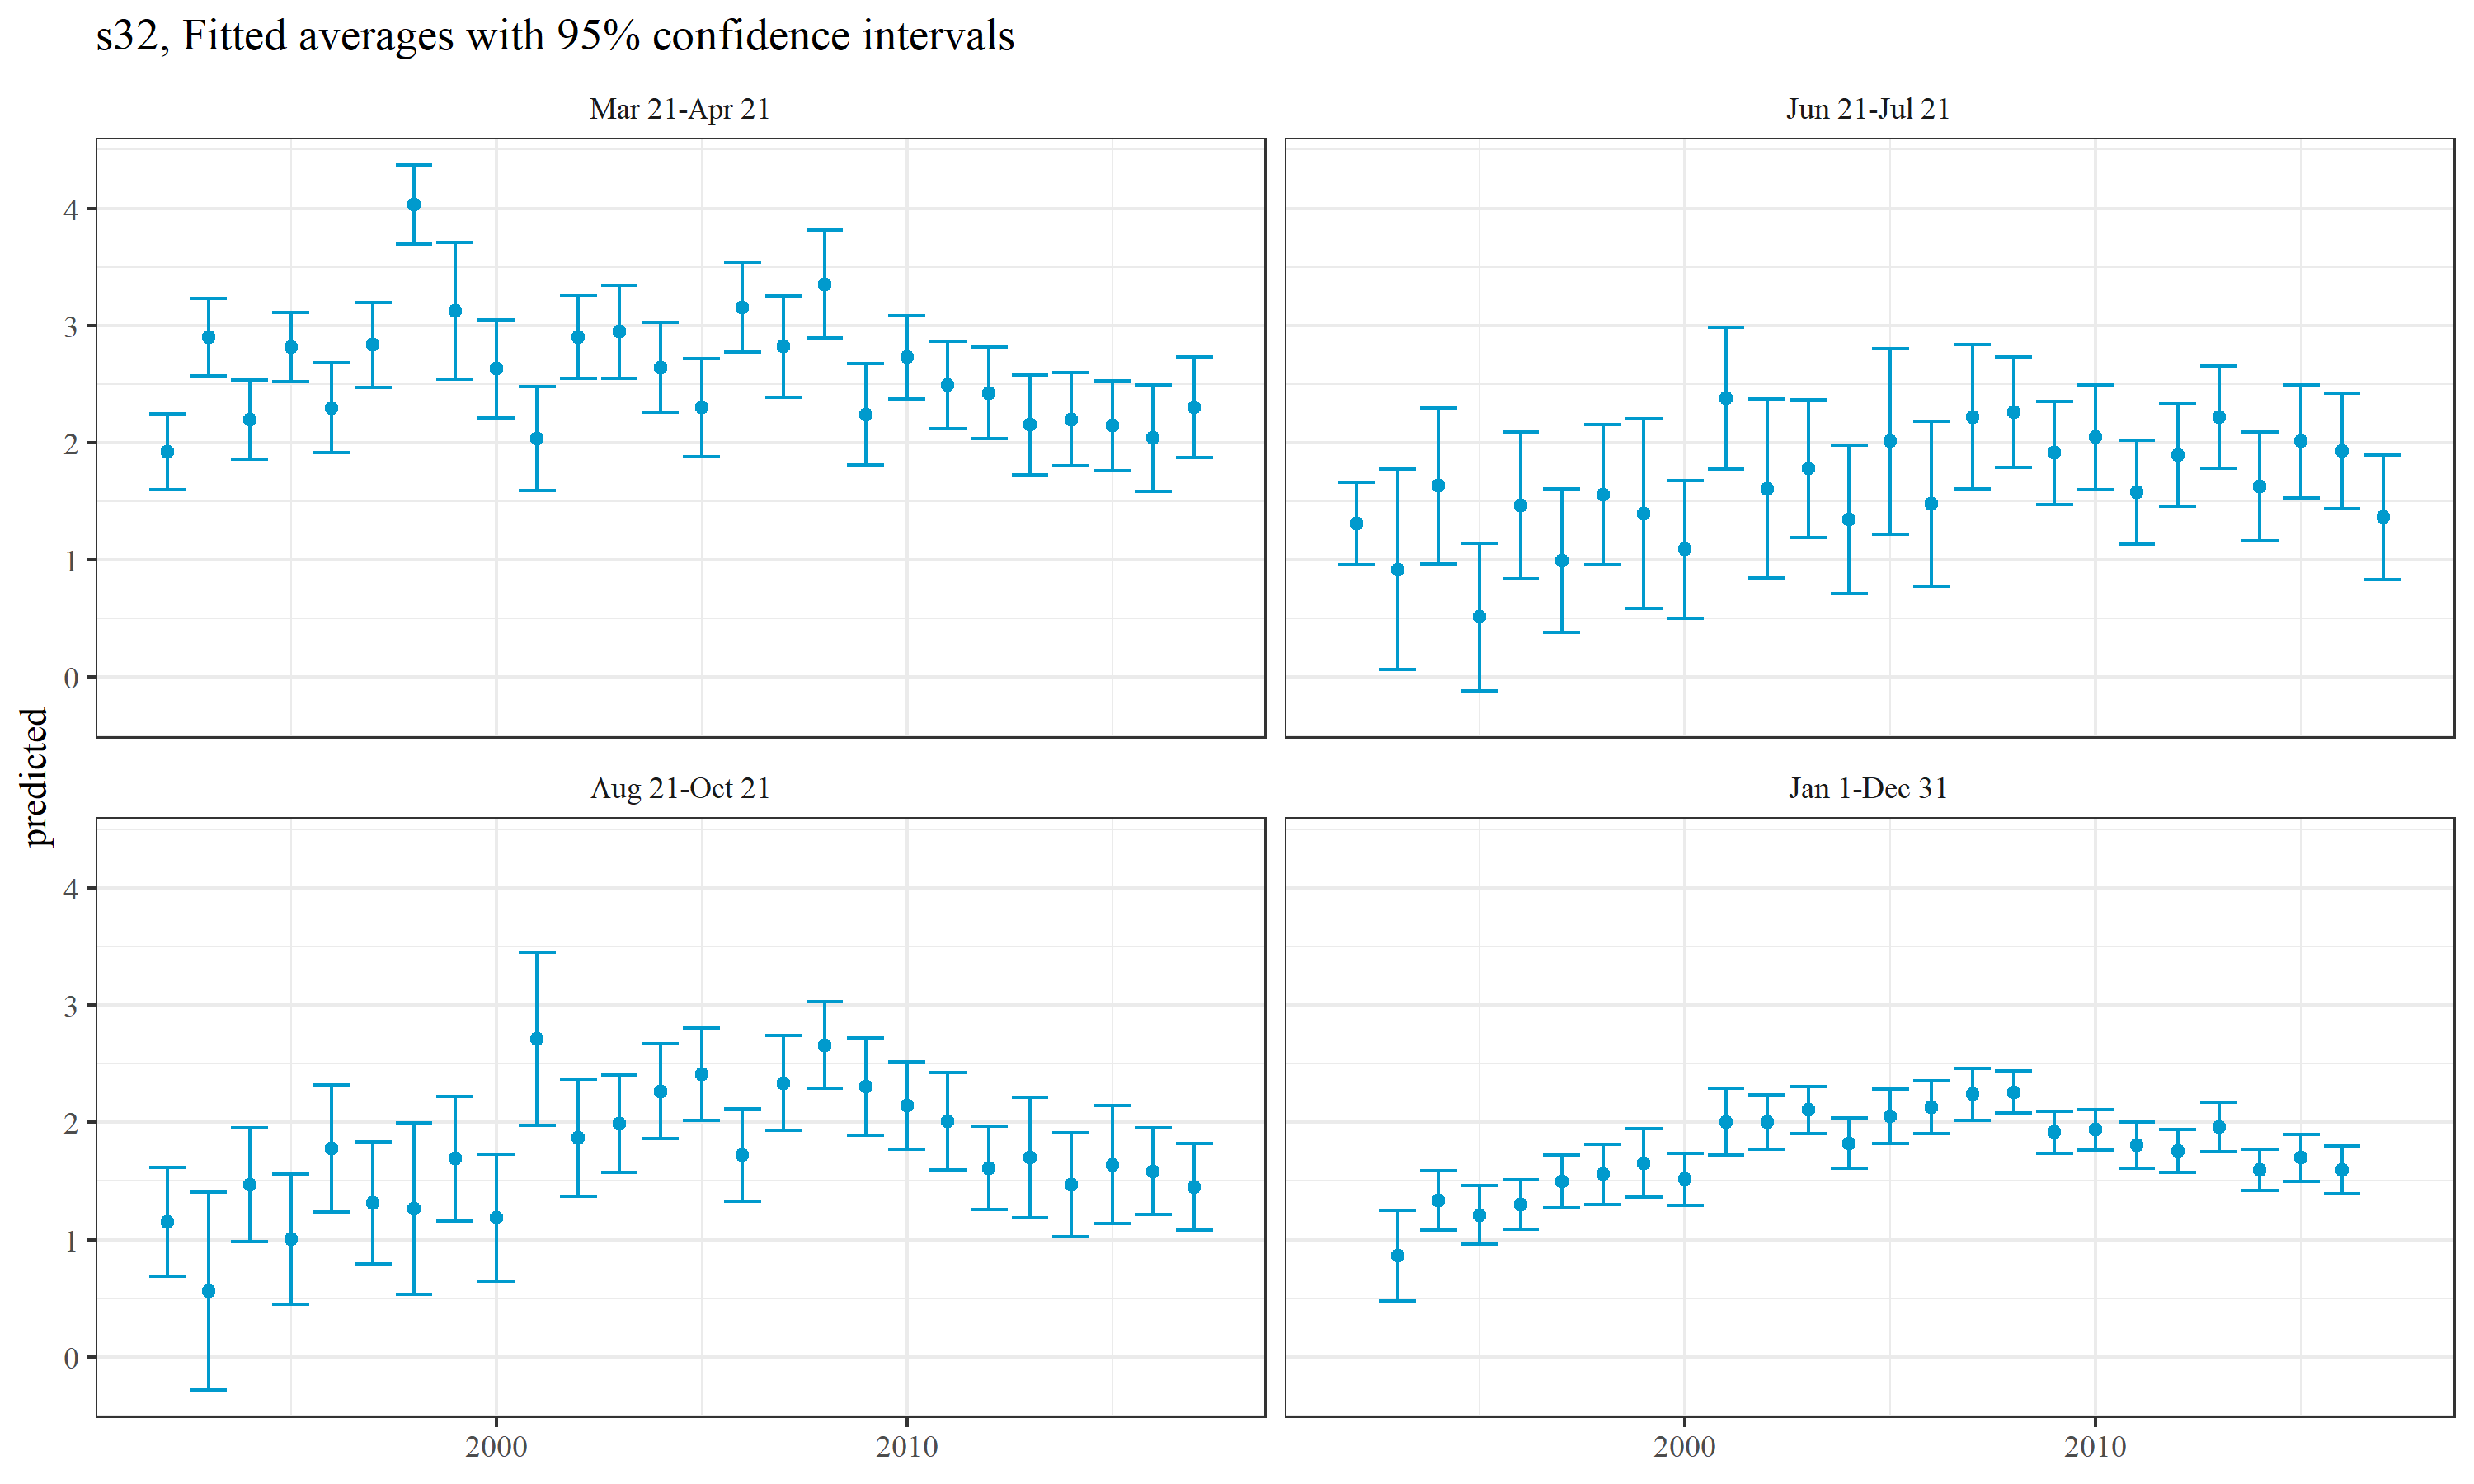 s32, Fitted averages with 95% confidence intervals
Mar 21-Apr 21
Jun 21-Jul 21
4
3
2
1
0
predicted
Aug 21-Oct 21
Jan 1-Dec 31
4
3
2
1
0
2000
2010
2000
2010